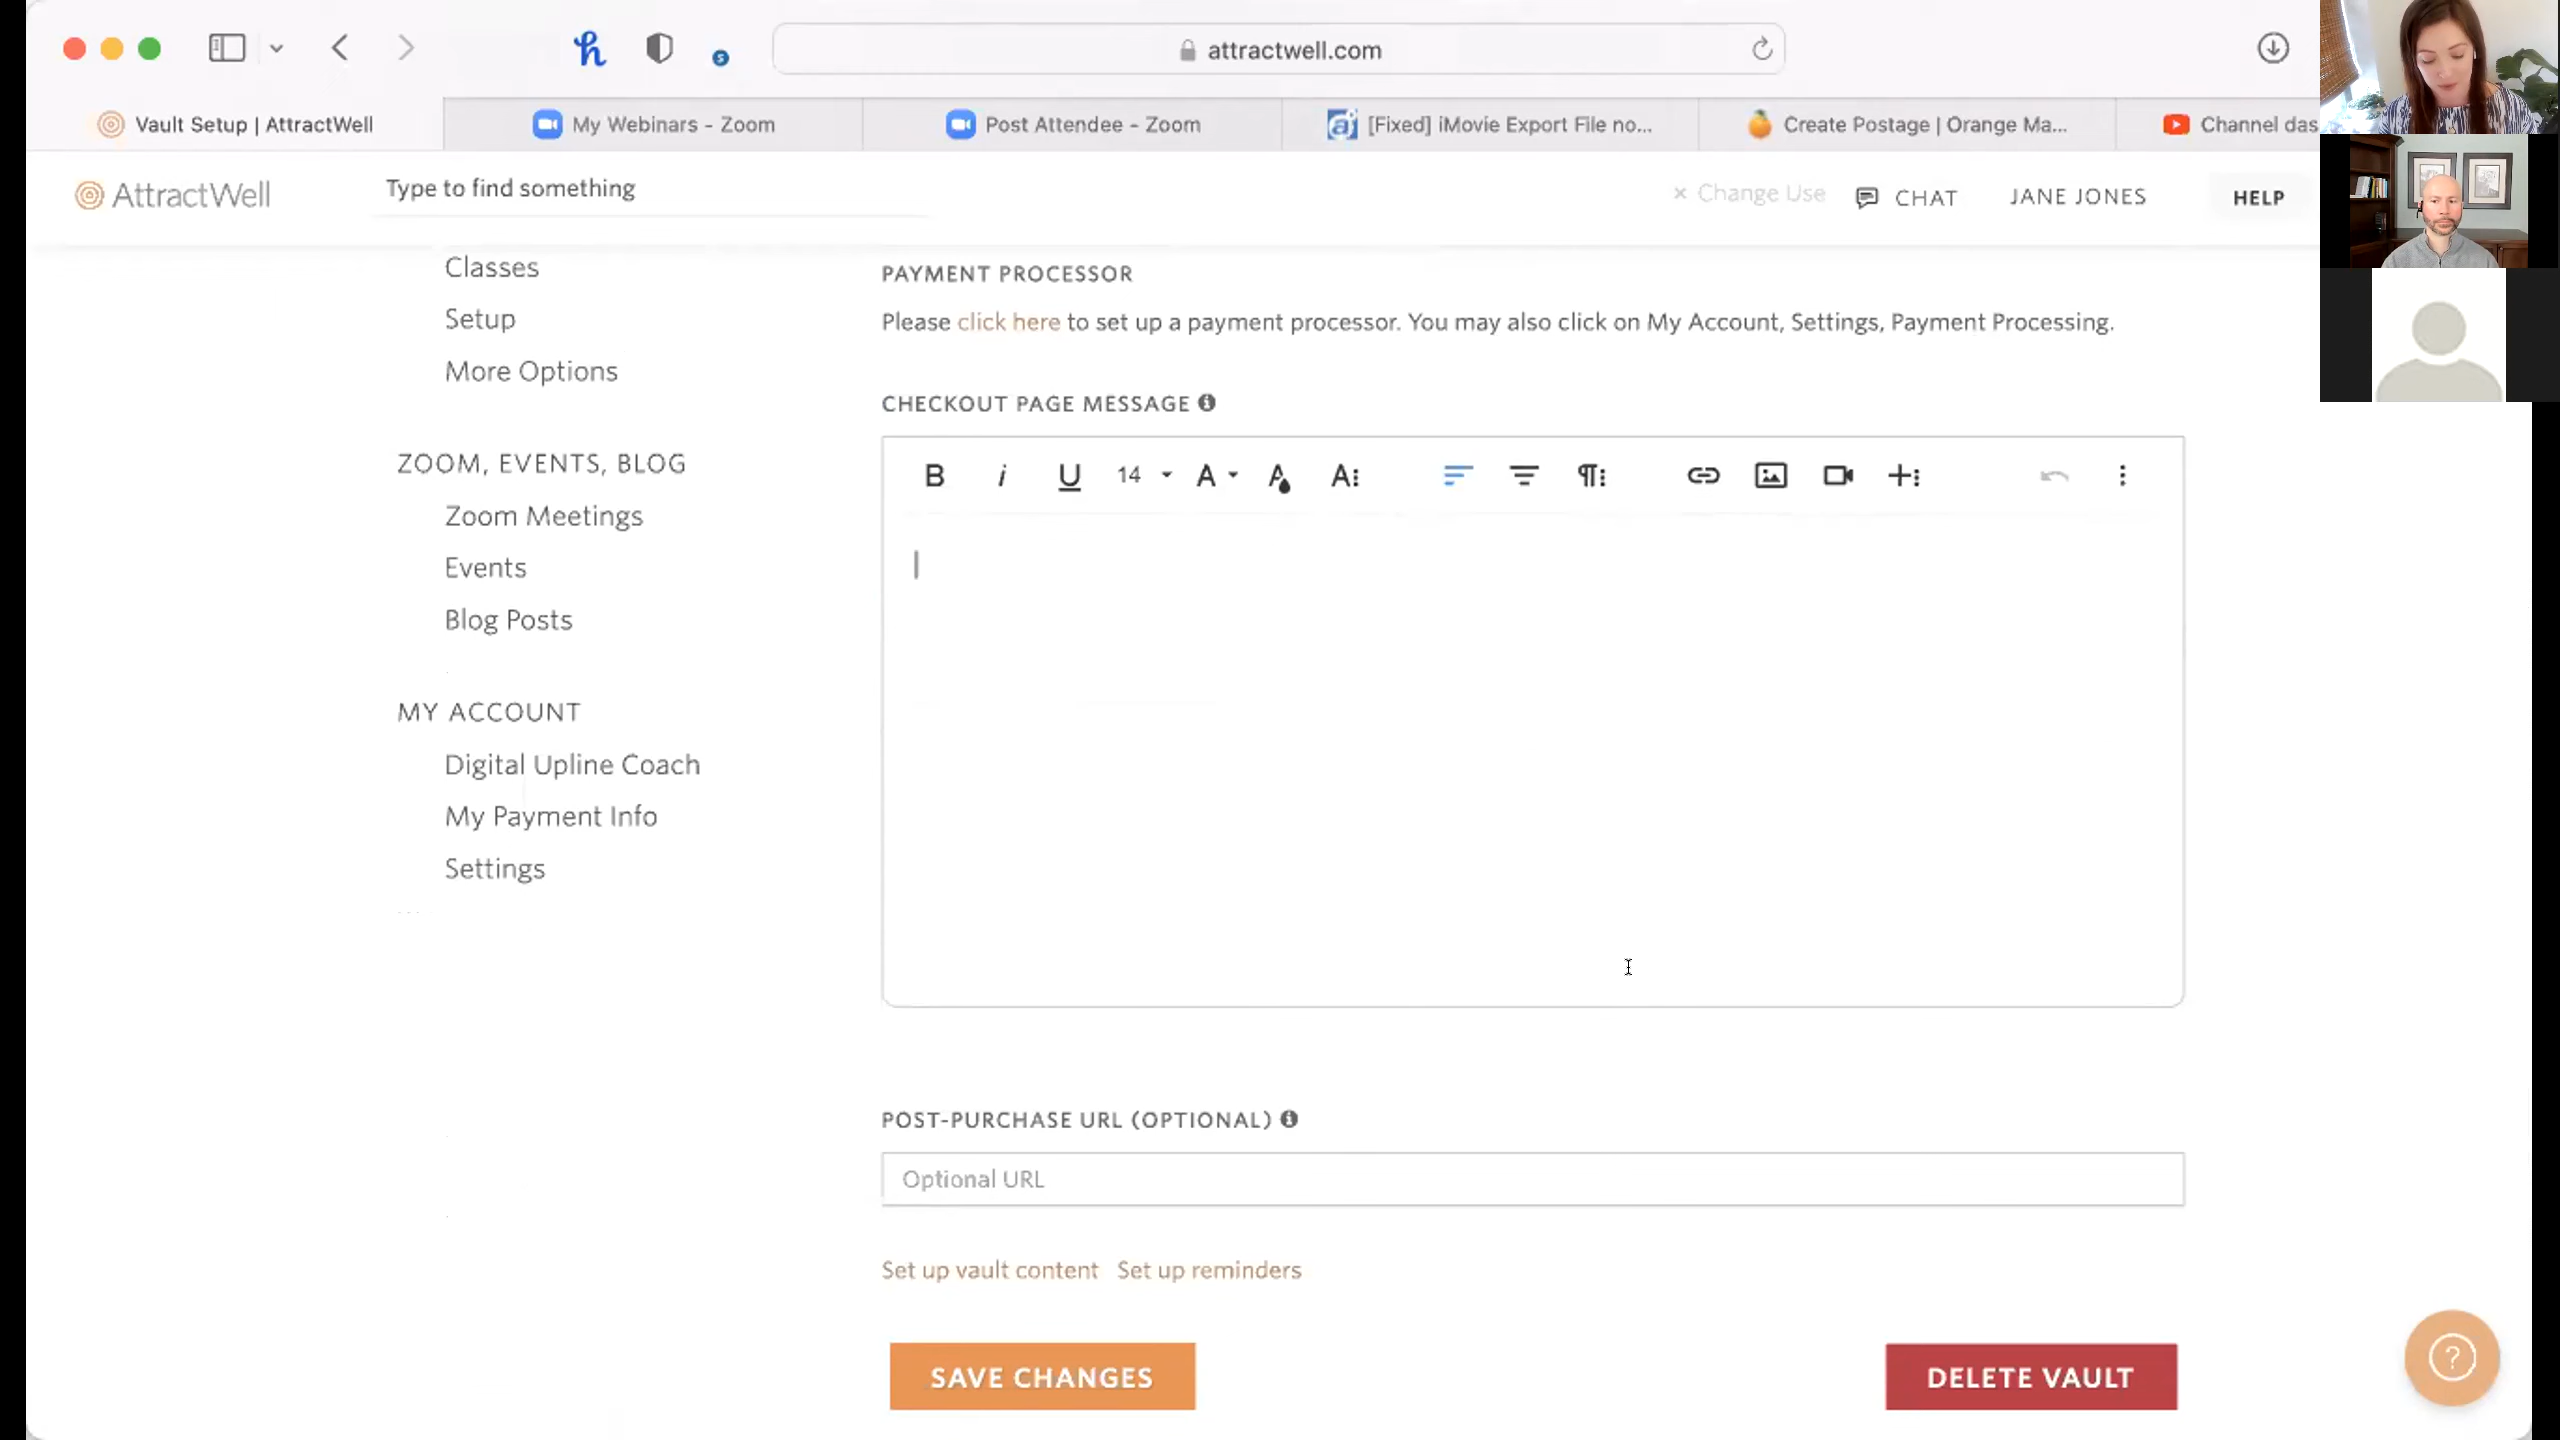 attractwell.com
Vault Setup | AttractWell
My Webinars - Zoom
Post Attendee - Zoom
[Fixed] iMovie Export File no...
Create Postage | Orange Ma...
Channel das
AttractWell
Type to find something
× Change Use
CHAT
JANE JONES
HELP
Classes
Setup
More Options
ZOOM, EVENTS, BLOG
Zoom Meetings
Events
Blog Posts
MY ACCOUNT
Digital Upline Coach
My Payment Info
Settings
PAYMENT PROCESSOR
Please click here to set up a payment processor. You may also click on My Account, Settings, Payment Processing.
CHECKOUT PAGE MESSAGE
B i U 14 A A A
POST-PURCHASE URL (OPTIONAL)
Optional URL
Set up vault content Set up reminders
SAVE CHANGES
DELETE VAULT